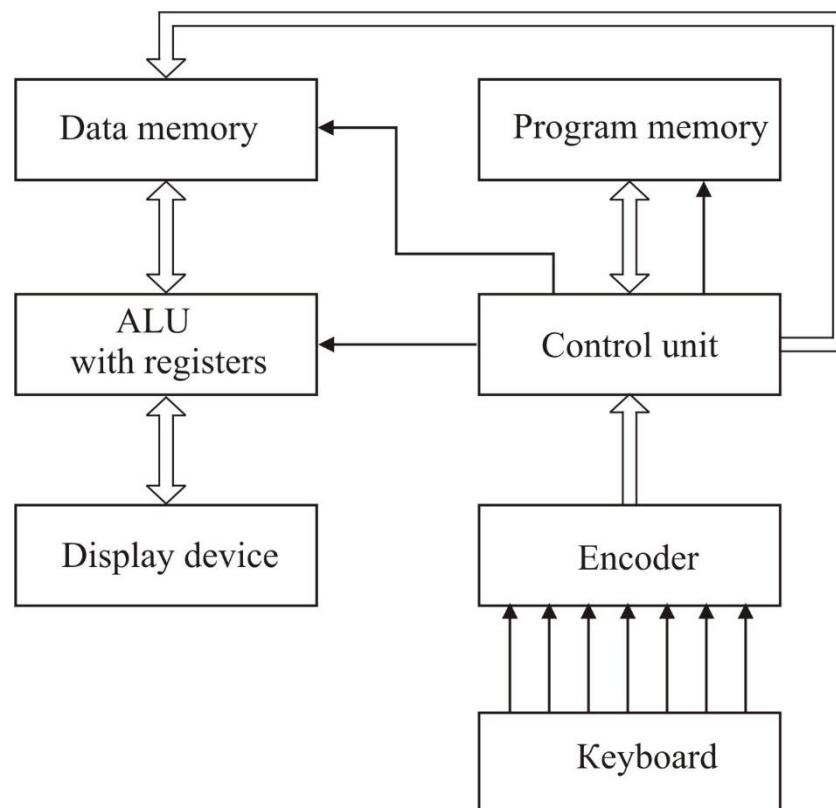 Data memory
Program memory
ALU
with registers
Control unit
Display device
Encoder
Keyboard